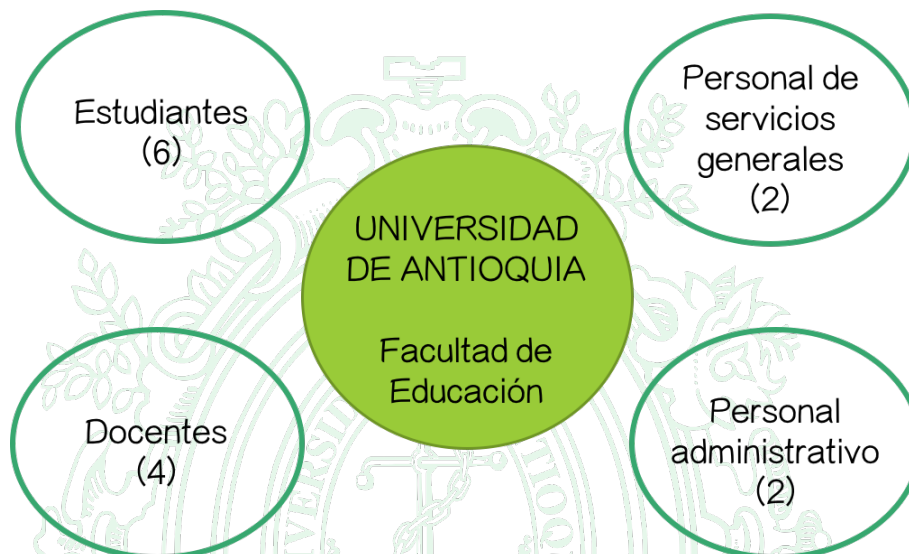 Estudiantes
(6)
Personal de
servicios
generales
(2)
UNIVERSIDAD
DE ANTIOQUIA
Facultad de
Educación
Docentes
(4)
Personal
administrativo
(2)